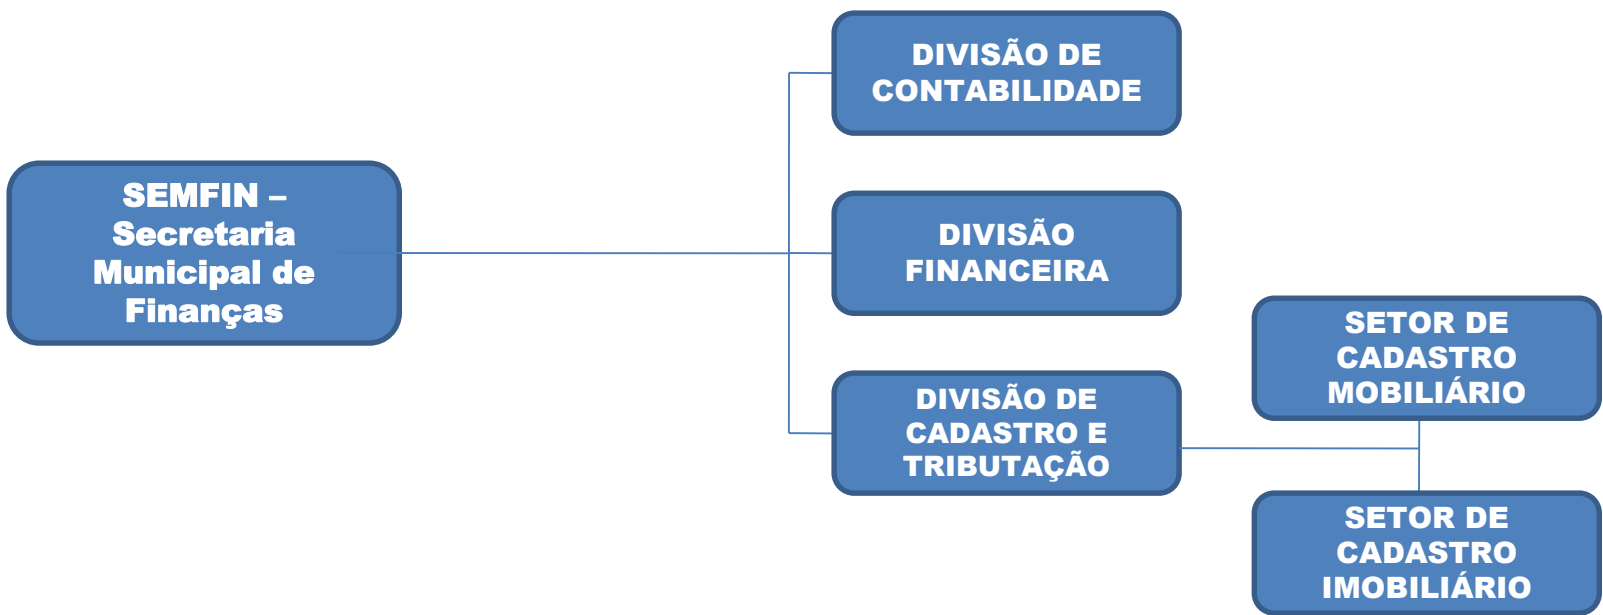 SEMFIN –
Secretaria
Municipal de
Finanças
DIVISÃO DE
CONTABILIDADE
DIVISÃO
FINANCEIRA
DIVISÃO DE
CADASTRO E
TRIBUTAÇÃO
SETOR DE
CADASTRO
MOBILIÁRIO
SETOR DE
CADASTRO
IMOBILIÁRIO